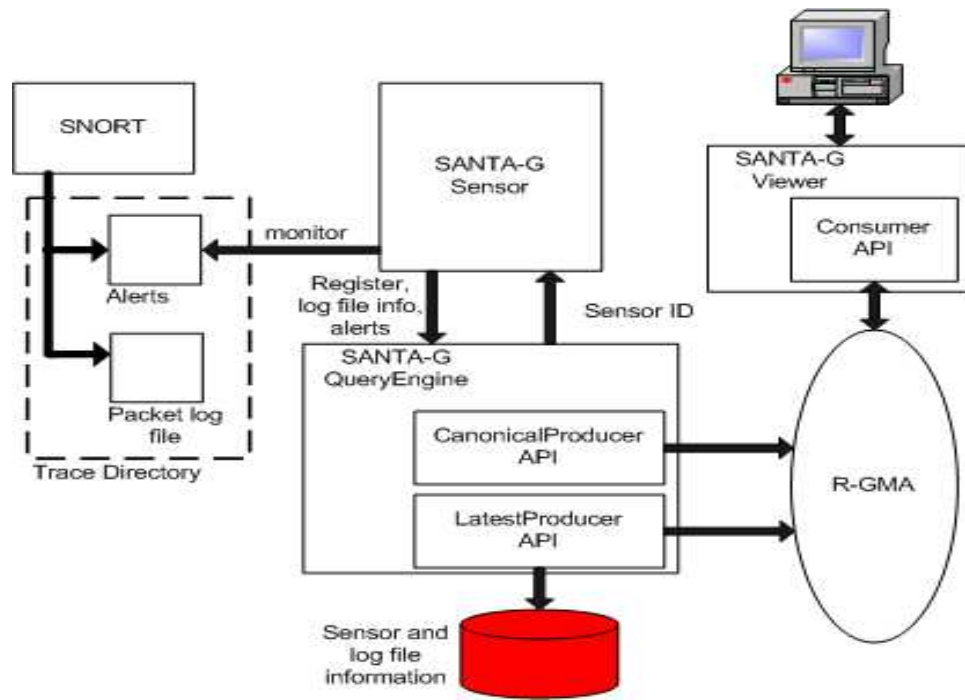 SNORT
SANTA-G
Sensor
SANTA-G
Viewer
Consumer
API
monitor
Alerts
Register,
log file info,
alerts
Sensor ID
Packet log
file
Trace Directory
SANTA-G
QueryEngine
CanonicalProducer
API
LatestProducer
API
R-GMA
Sensor and
log file
information